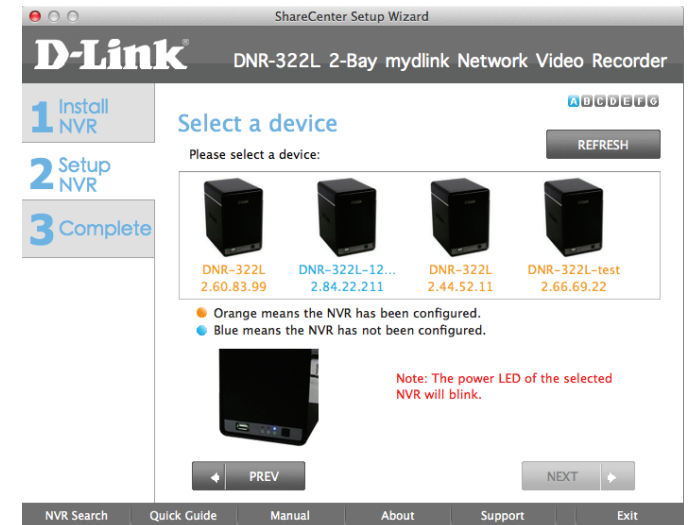 ShareCenter Setup Wizard
D-Link®
DNR-322L 2-Bay mydlink Network Video Recorder
1 Install
NVR
2 Setup
NVR
3 Complete
A B C D E F G
Select a device
REFRESH
Please select a device:
DNR-322L
2.60.83.99
DNR-322L-12...
2.84.22.211
DNR-322L
2.44.52.11
DNR-322L-test
2.66.69.22
Orange means the NVR has been configured.
Blue means the NVR has not been configured.
Note: The power LED of the selected
NVR will blink.
PREV
NEXT
NVR Search
Quick Guide
Manual
About
Support
Exit